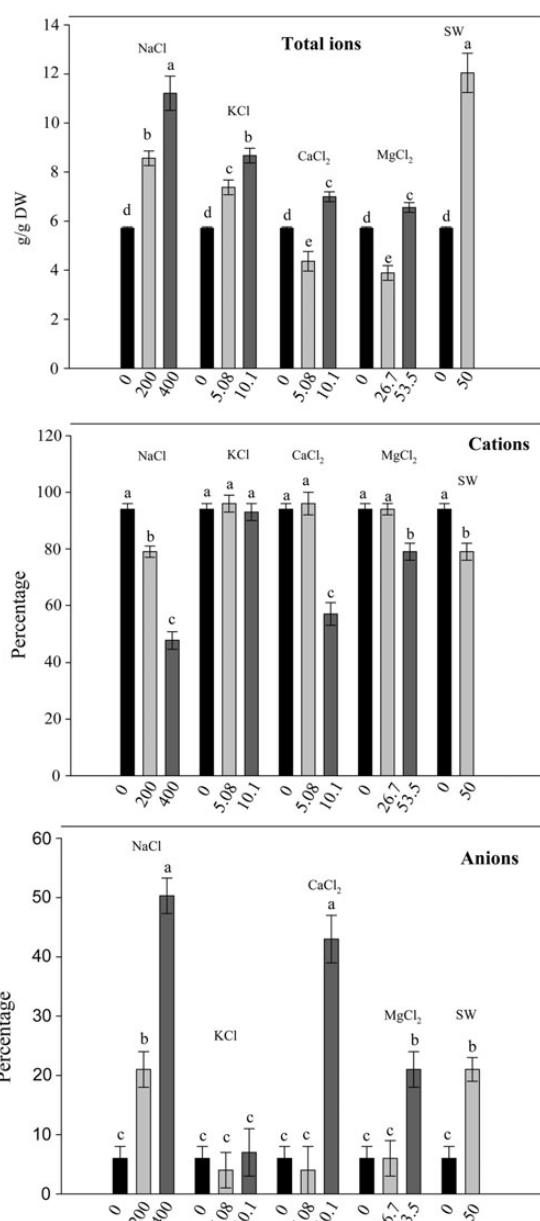 Total ions
NaCl
KCl
CaCl2
MgCl2
SW
14
12
10
8
6
4
2
0
g/g DW
d b a
d c b
d e c
d e c
d a
0 200 400 0 5.08 10.1 0 5.08 10.1 0 26.7 53.5 0 50
Cations
NaCl
KCl
CaCl2
MgCl2
SW
120
100
80
60
40
20
0
Percentage
a b c
a a a
a a c
a a b
a b
0 200 400 0 5.08 10.1 0 5.08 10.1 0 26.7 53.5 0 50
Anions
NaCl
KCl
CaCl2
MgCl2
SW
60
50
40
30
20
10
0
Percentage
c b a
c c c
c c a
c c b
c b
0 400 0 0 0 0 50